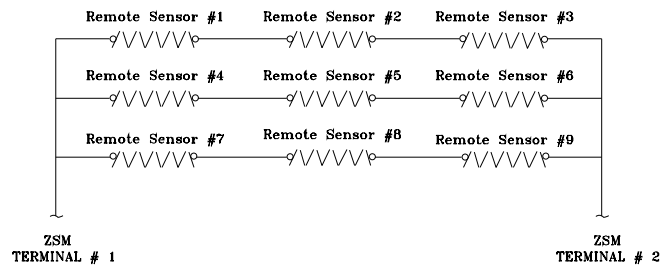 Remote Sensor #1 Remote Sensor #2 Remote Sensor #3
Remote Sensor #4 Remote Sensor #5 Remote Sensor #6
Remote Sensor #7 Remote Sensor #8 Remote Sensor #9
ZSM
TERMINAL # 1
ZSM
TERMINAL # 2